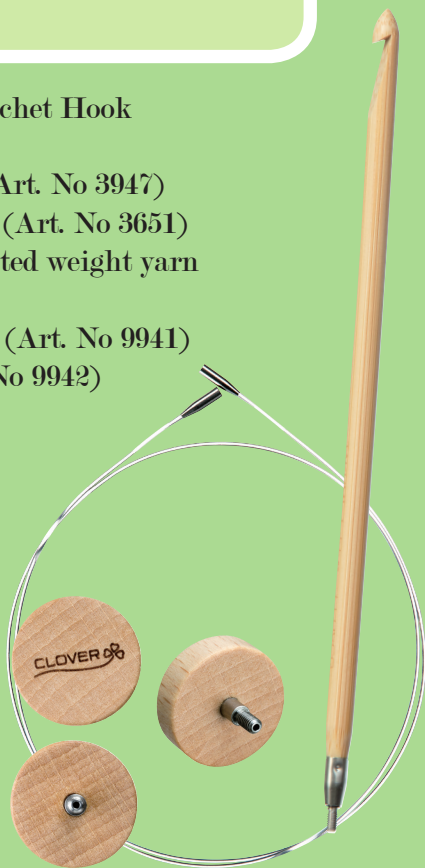 chet Hook
Art. No 3947)
(Art. No 3651)
ted weight yarn
(Art. No 9941)
No 9942)
CLOVER